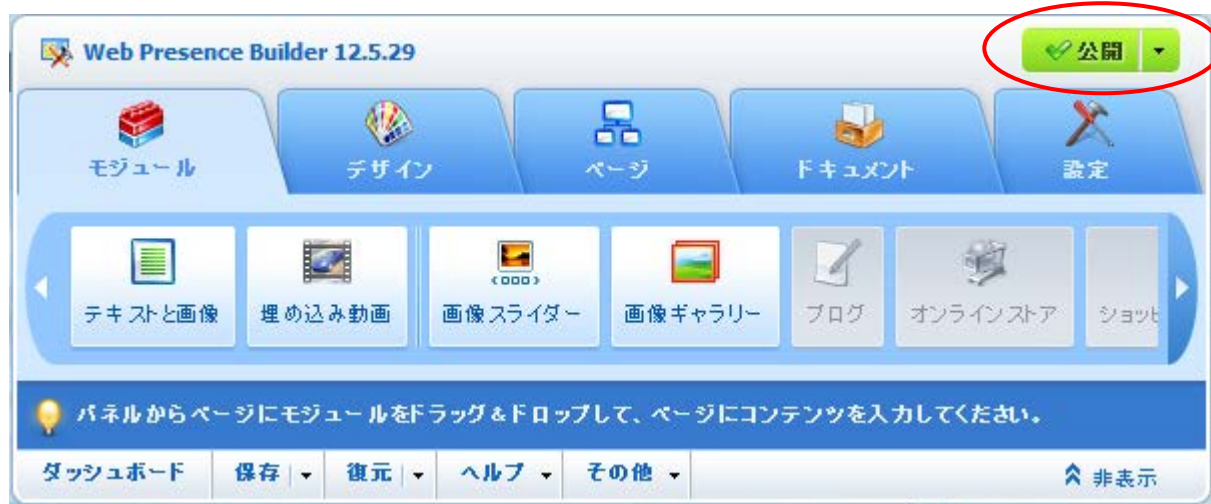 Web Presence Builder 12.5.29
公開
モジュール
デザイン
ページ
ドキュメント
設定
テキストと画像
埋め込み動画
画像スライダー
画像ギャラリー
ブログ
オンラインストア
ショッピ
パネルからページにモジュールをドラッグ&ドロップして、ページにコンテンツを入力してください。
ダッシュボード 保存 復元 ヘルプ その他 非表示